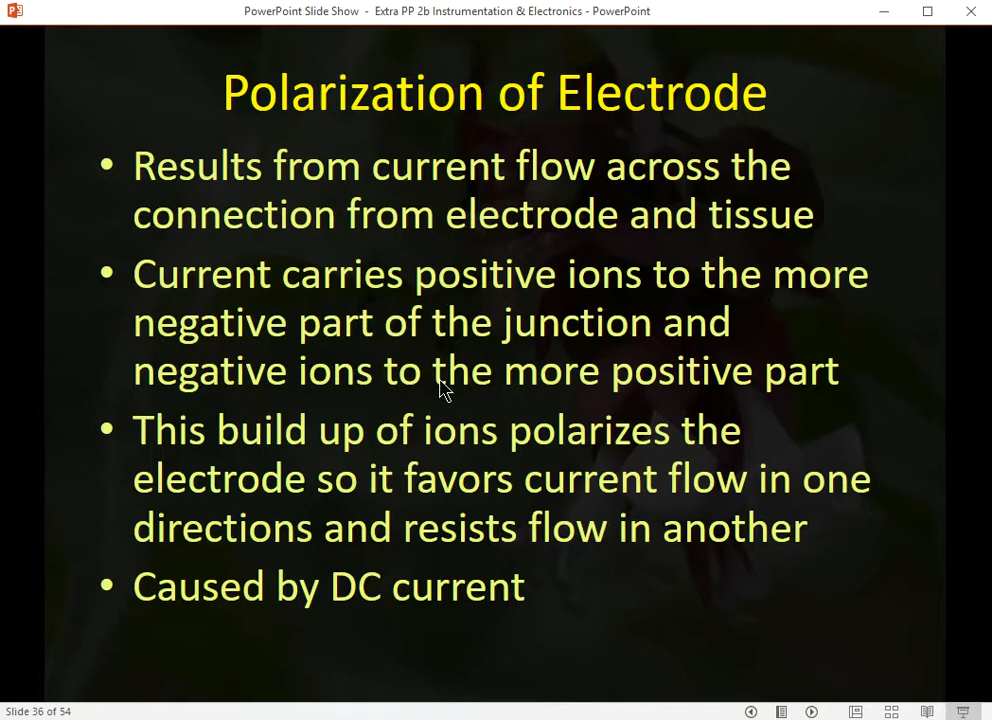 PowerPoint Slide Show - Extra PP 2b Instrumentation & Electronics - PowerPoint
Polarization of Electrode
• Results from current flow across the
connection from electrode and tissue
• Current carries positive ions to the more
negative part of the junction and
negative ions to the more positive part
• This build up of ions polarizes the
electrode so it favors current flow in one
directions and resists flow in another
• Caused by DC current
Slide 36 of 54